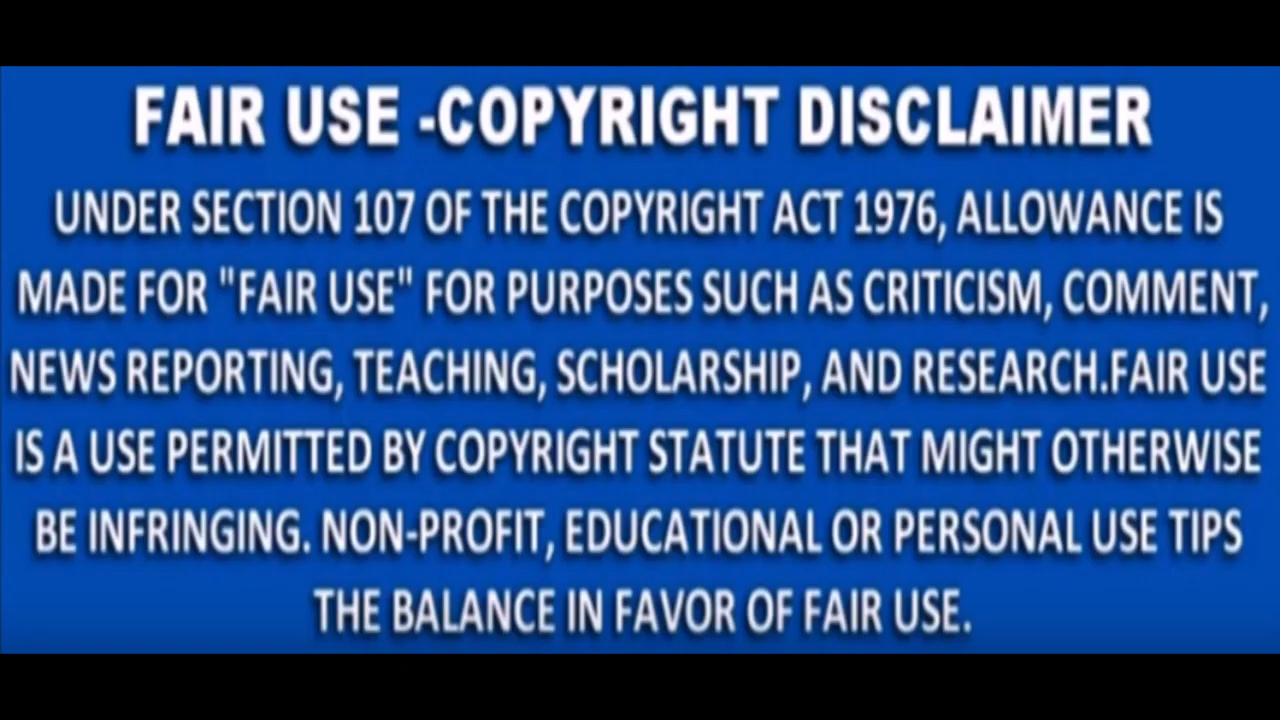 FAIR USE -COPYRIGHT DISCLAIMER
UNDER SECTION 107 OF THE COPYRIGHT ACT 1976, ALLOWANCE IS
MADE FOR "FAIR USE" FOR PURPOSES SUCH AS CRITICISM, COMMENT,
NEWS REPORTING, TEACHING, SCHOLARSHIP, AND RESEARCH.FAIR USE
IS A USE PERMITTED BY COPYRIGHT STATUTE THAT MIGHT OTHERWISE
BE INFRINGING. NON-PROFIT, EDUCATIONAL OR PERSONAL USE TIPS
THE BALANCE IN FAVOR OF FAIR USE.